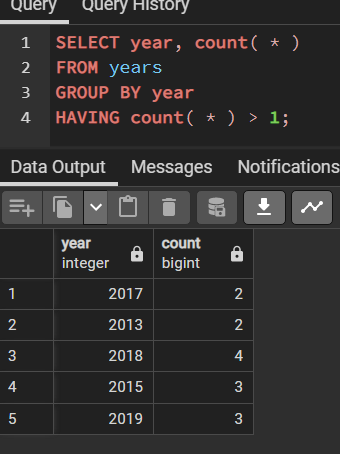 Query Query History
1 SELECT year, count( * )
2 FROM years
3 GROUP BY year
4 HAVING count( * ) > 1;
Data Output Messages Notifications
year count
integer bigint
1 2017 2
2 2013 2
3 2018 4
4 2015 3
5 2019 3